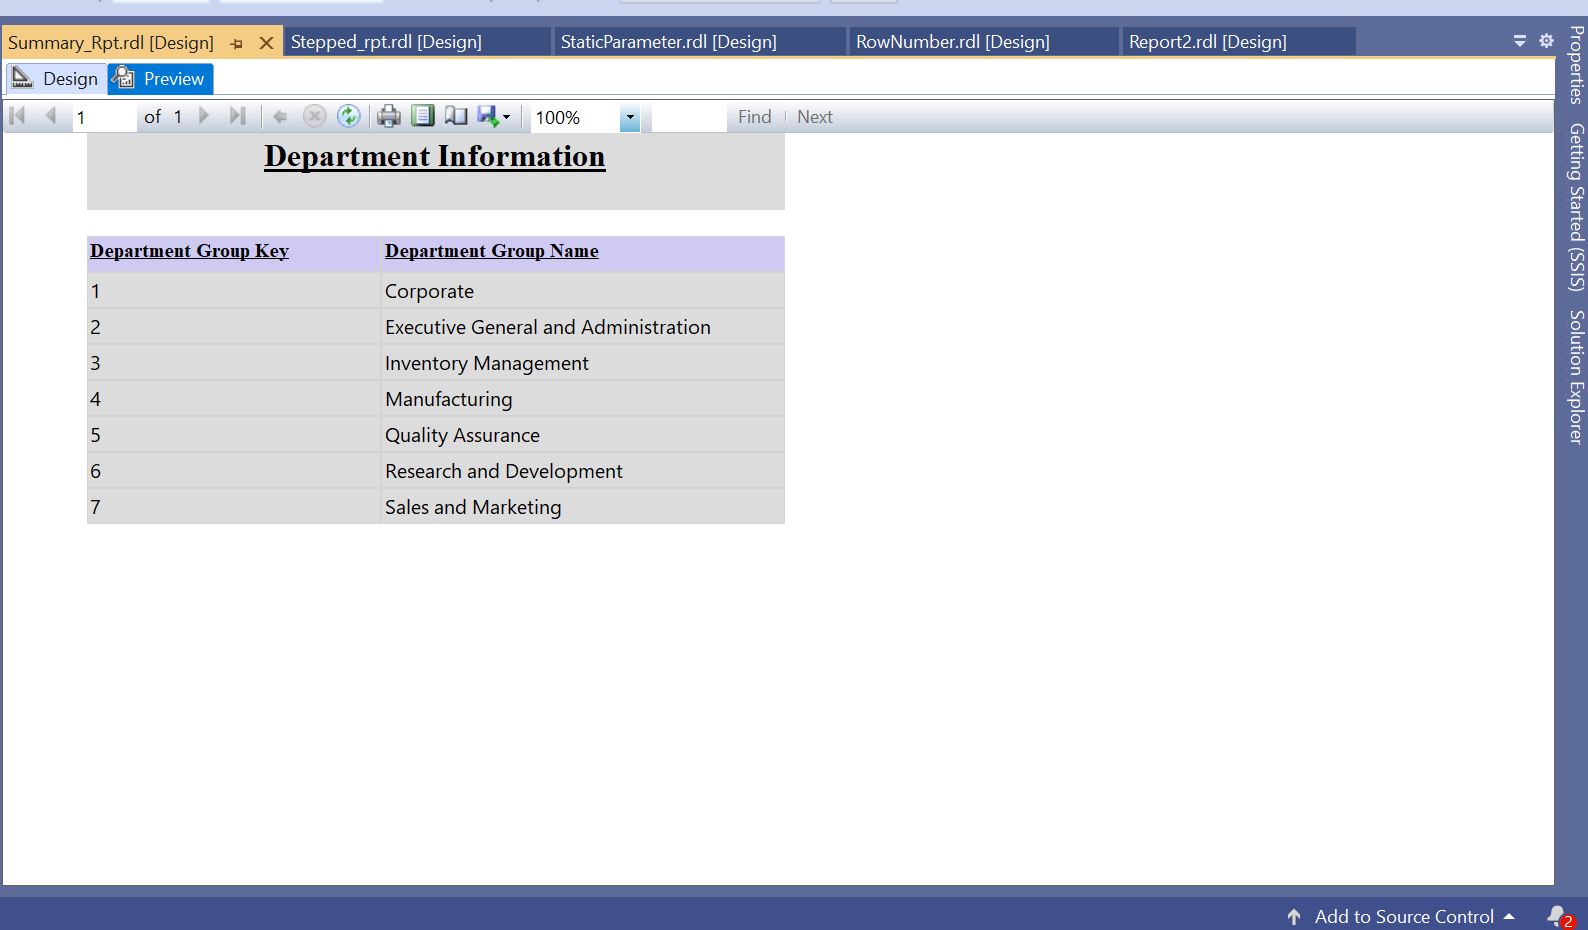 Summary_Rpt.rdl [Design] Stepped_rpt.rdl [Design] StaticParameter.rdl [Design] RowNumber.rdl [Design] Report2.rdl [Design]
Design Preview
1 of 1 100% Find Next
Department Information
Department Group Key Department Group Name
1 Corporate
2 Executive General and Administration
3 Inventory Management
4 Manufacturing
5 Quality Assurance
6 Research and Development
7 Sales and Marketing
Properties
Getting Started (SSIS)
Solution Explorer
Add to Source Control 2